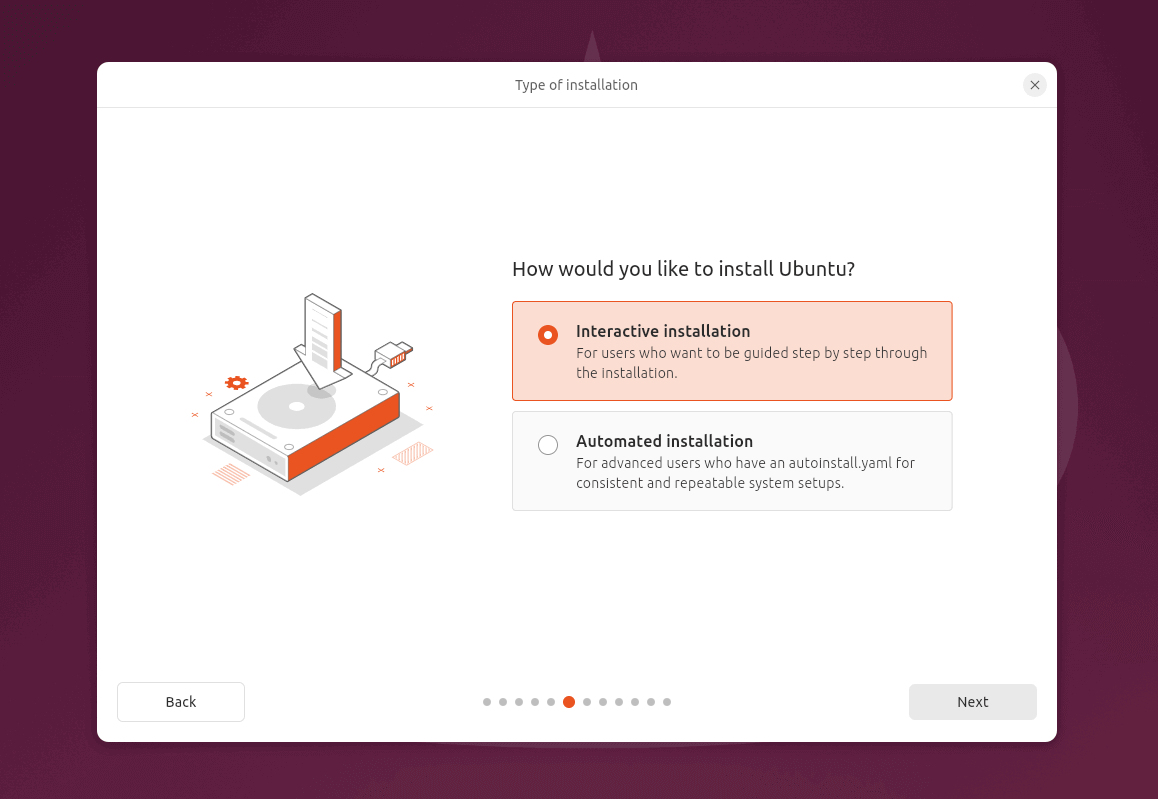 Type of installation
How would you like to install Ubuntu?
Interactive installation
For users who want to be guided step by step through
the installation.
Automated installation
For advanced users who have an autoinstall.yaml for
consistent and repeatable system setups.
Back
Next